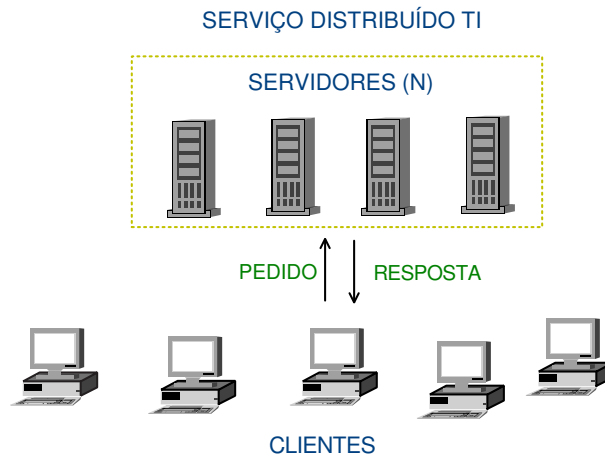 SERVIÇO DISTRIBUÍDO TI
SERVIDORES (N)
PEDIDO
RESPOSTA
CLIENTES